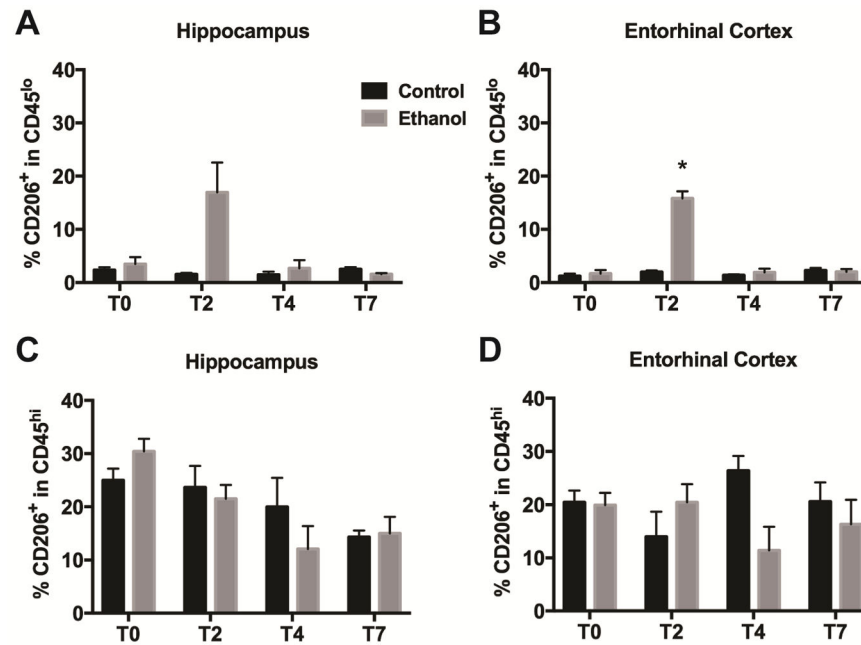 A
Hippocampus
% CD206⁺ in CD45ˡᵒ
40
30
20
10
0
T0 T2 T4 T7
Control
Ethanol
B
Entorhinal Cortex
% CD206⁺ in CD45ˡᵒ
40
30
20
10
0
*
T0 T2 T4 T7
C
Hippocampus
% CD206⁺ in CD45ʰⁱ
40
30
20
10
0
T0 T2 T4 T7
D
Entorhinal Cortex
% CD206⁺ in CD45ʰⁱ
40
30
20
10
0
T0 T2 T4 T7